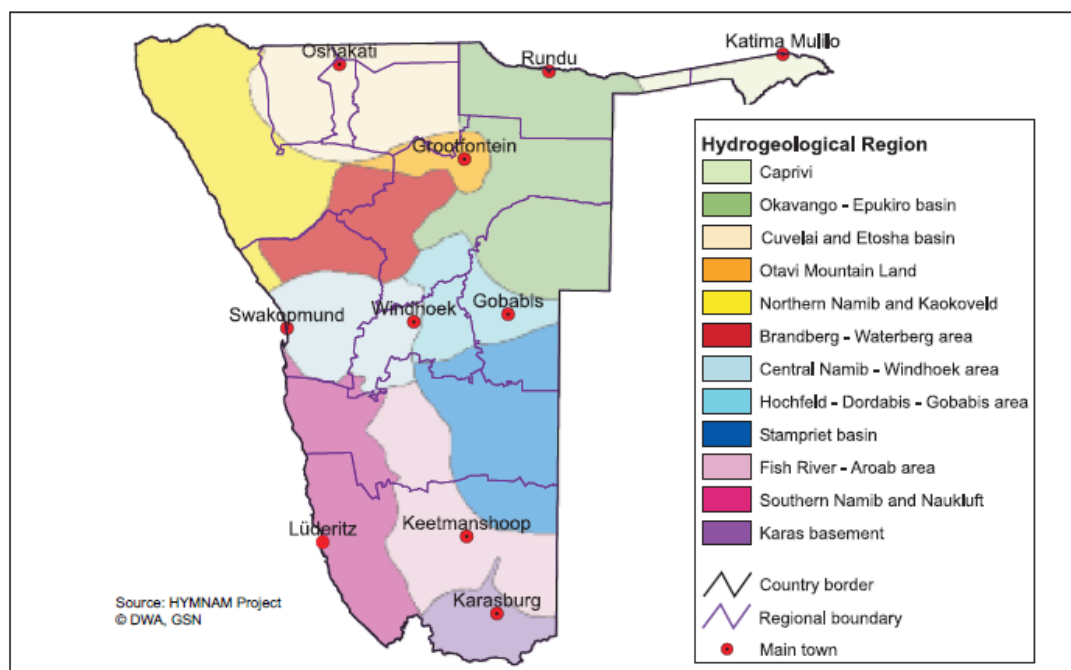 Oshakati
Rundu
Katima Mulilo
Grootfontein
Swakopmund
Windhoek
Gobabis
Lüderitz
Keetmanshoop
Karasburg
Source: HYMNAM Project
© DWA, GSN
Hydrogeological Region
Caprivi
Okavango - Epukiro basin
Cuvelai and Etosha basin
Otavi Mountain Land
Northern Namib and Kaokoveld
Brandberg - Waterberg area
Central Namib - Windhoek area
Hochfeld - Dordabis - Gobabis area
Stampriet basin
Fish River - Aroab area
Southern Namib and Naukluft
Karas basement
Country border
Regional boundary
Main town